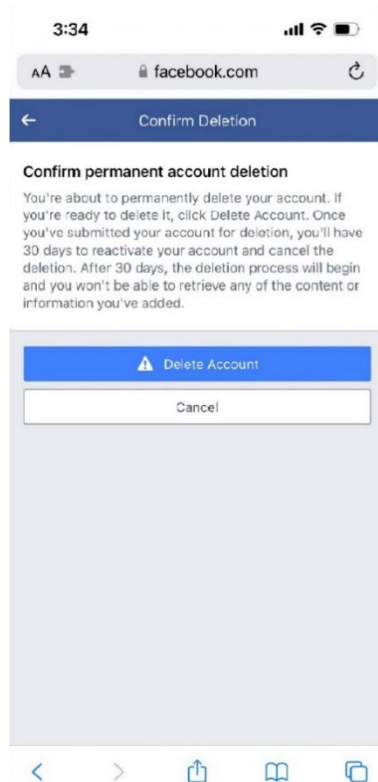 3:34
AA facebook.com
Confirm Deletion
Confirm permanent account deletion
You're about to permanently delete your account. If
you're ready to delete it, click Delete Account. Once
you've submitted your account for deletion, you'll have
30 days to reactivate your account and cancel the
deletion. After 30 days, the deletion process will begin
and you won't be able to retrieve any of the content or
information you've added.
Delete Account
Cancel